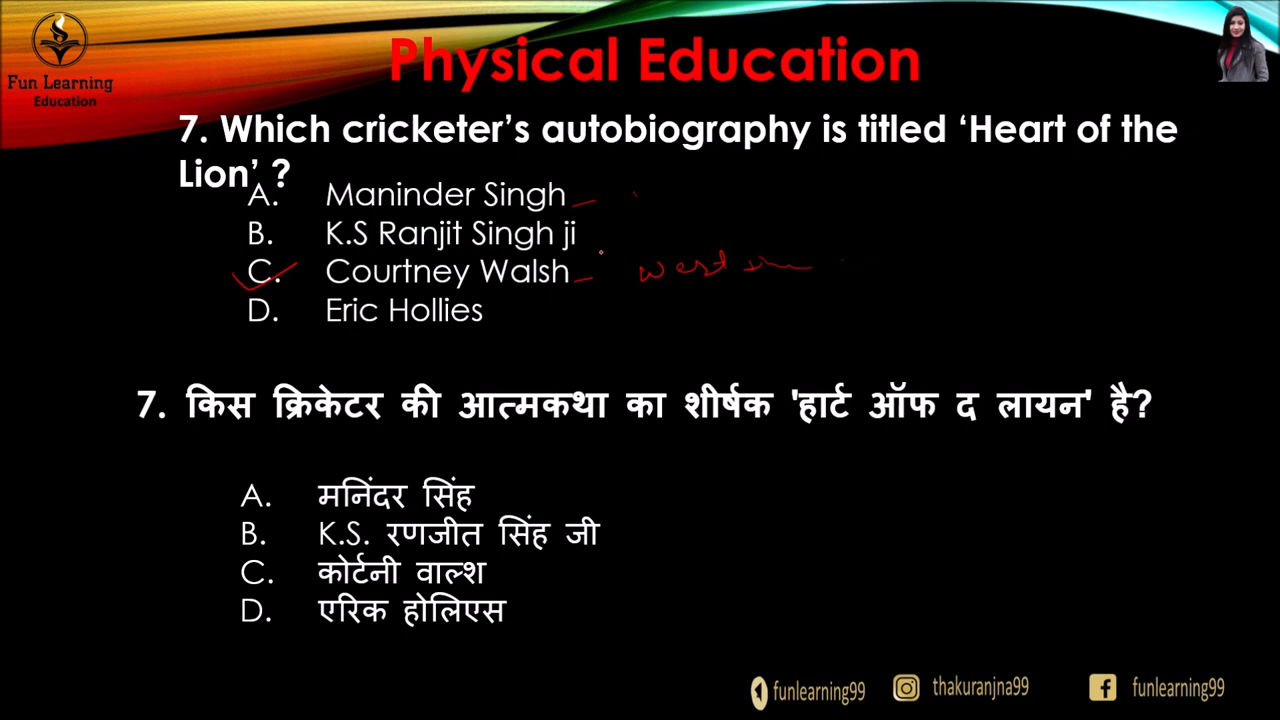 Fun Learning
Education
Physical Education
7. Which cricketer’s autobiography is titled ‘Heart of the
Lion’ ?
A. Maninder Singh
B. K.S Ranjit Singh ji
C. Courtney Walsh
West In
D. Eric Hollies
7. किस क्रिकेटर की आत्मकथा का शीर्षक 'हार्ट ऑफ द लायन' है?
A. मनिंदर सिंह
B. K.S. रणजीत सिंह जी
C. कोर्टनी वाल्श
D. एरिक होलिएस
funlearning99
thakuranjna99
funlearning99